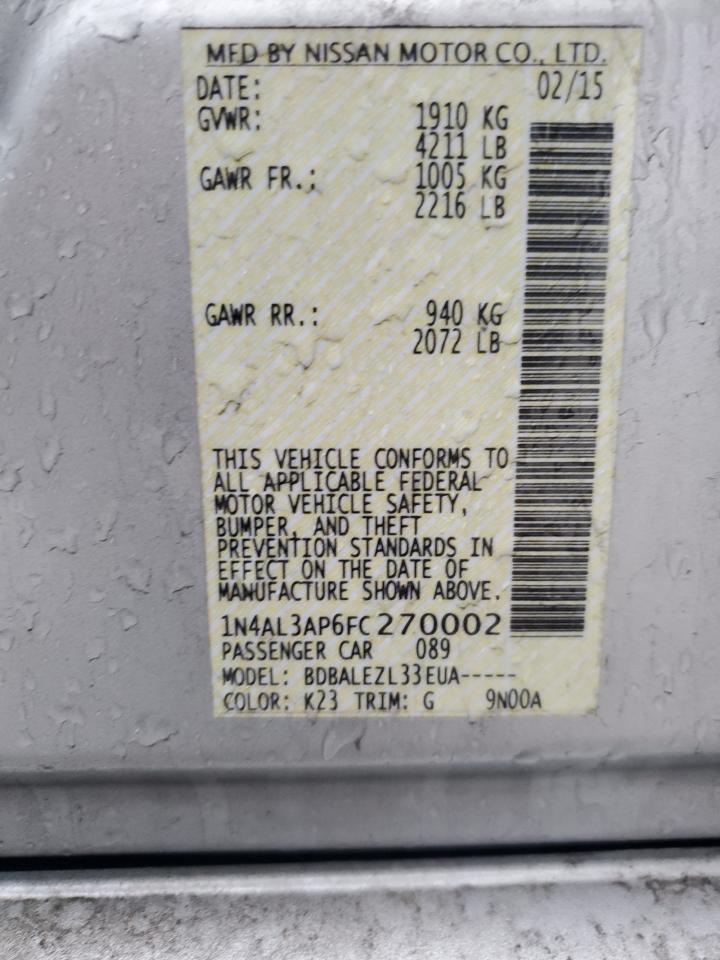 MFD BY NISSAN MOTOR CO., LTD.
DATE: 02/15
GVWR: 1910 KG
4211 LB
GAWR FR.: 1005 KG
2216 LB
GAWR RR.: 940 KG
2072 LB
THIS VEHICLE CONFORMS TO
ALL APPLICABLE FEDERAL
MOTOR VEHICLE SAFETY,
BUMPER, AND THEFT
PREVENTION STANDARDS IN
EFFECT ON THE DATE OF
MANUFACTURE SHOWN ABOVE.
1N4AL3AP6FC270002
PASSENGER CAR 089
MODEL: BDBALEZL33EUA-----
COLOR: K23 TRIM: G 9N00A